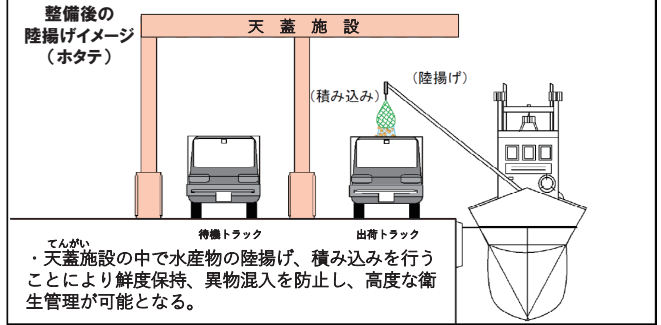 整備後の
陸揚げイメージ
(ホタテ)
天蓋施設
(陸揚げ)
(積み込み)
待機トラック
出荷トラック
てんがい
・天蓋施設の中で水産物の陸揚げ、積み込みを行う
ことにより鮮度保持、異物混入を防止し、高度な衛
生管理が可能となる。